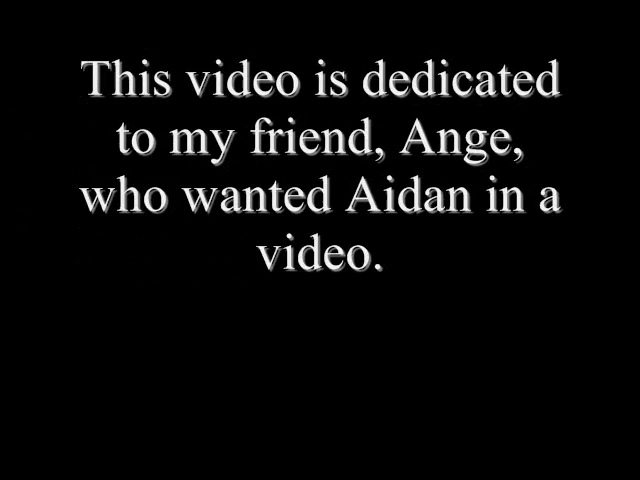 This video is dedicated
to my friend, Ange,
who wanted Aidan in a
video.